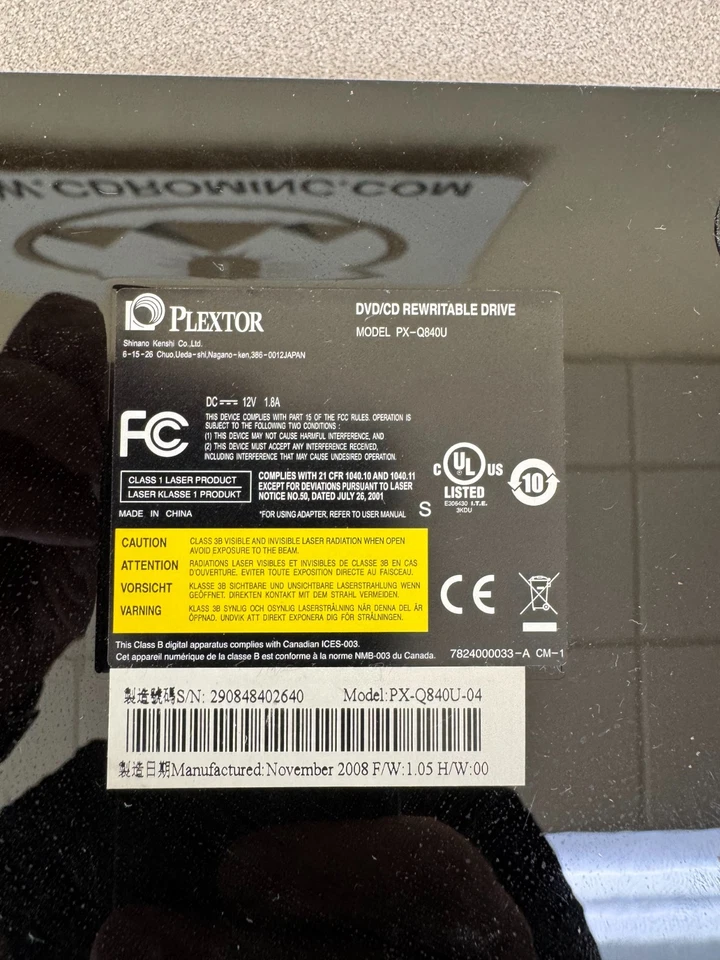 W.CDROMINC.COM
PLEXTOR
DVD/CD REWRITABLE DRIVE
MODEL PX-Q840U
Shinano Kenshi Co.,Ltd.
6-15-26 Chuo,Ueda-shi,Nagano-ken,386-0012JAPAN
DC 12V 1.8A
FC
THIS DEVICE COMPLIES WITH PART 15 OF THE FCC RULES. OPERATION IS
SUBJECT TO THE FOLLOWING TWO CONDITIONS :
(1) THIS DEVICE MAY NOT CAUSE HARMFUL INTERFERENCE, AND
(2) THIS DEVICE MUST ACCEPT ANY INTERFERENCE RECEIVED,
INCLUDING INTERFERENCE THAT MAY CAUSE UNDESIRED OPERATION.
CLASS 1 LASER PRODUCT
LASER KLASSE 1 PRODUKT
COMPLIES WITH 21 CFR 1040.10 AND 1040.11
EXCEPT FOR DEVIATIONS PURSUANT TO LASER
NOTICE NO.50, DATED JULY 26, 2001
MADE IN CHINA
*FOR USING ADAPTER, REFER TO USER MANUAL
S
C UL US
LISTED
E306430 I.T.E.
3KDU
10
CAUTION CLASS 3B VISIBLE AND INVISIBLE LASER RADIATION WHEN OPEN
AVOID EXPOSURE TO THE BEAM.
ATTENTION RADIATIONS LASER VISIBLES ET INVISIBLES DE CLASSE 3B EN CAS
D'OUVERTURE. EVITER TOUTE EXPOSITION DIRECTE AU FAISCEAU.
VORSICHT KLASSE 3B SICHTBARE UND UNSICHTBARE LASERSTRAHLUNG WENN
GEÖFFNET. DIREKTEN KONTAKT MIT DEM STRAHL VERMEIDEN.
VARNING KLASS 3B SYNLIG OCH OSYNLIG LASERSTRÅLNING NÄR DENNA DEL ÄR
ÖPPNAD. UNDVIK ATT DIREKT EXPONERA DIG FÖR STRÅLNINGEN.
CE
This Class B digital apparatus complies with Canadian ICES-003.
Cet appareil numérique de la classe B est conforme à la norme NMB-003 du Canada.
7824000033-A CM-1
製造號碼S/N: 290848402640 Model:PX-Q840U-04
製造日期Manufactured:November 2008 F/W:1.05 H/W:00